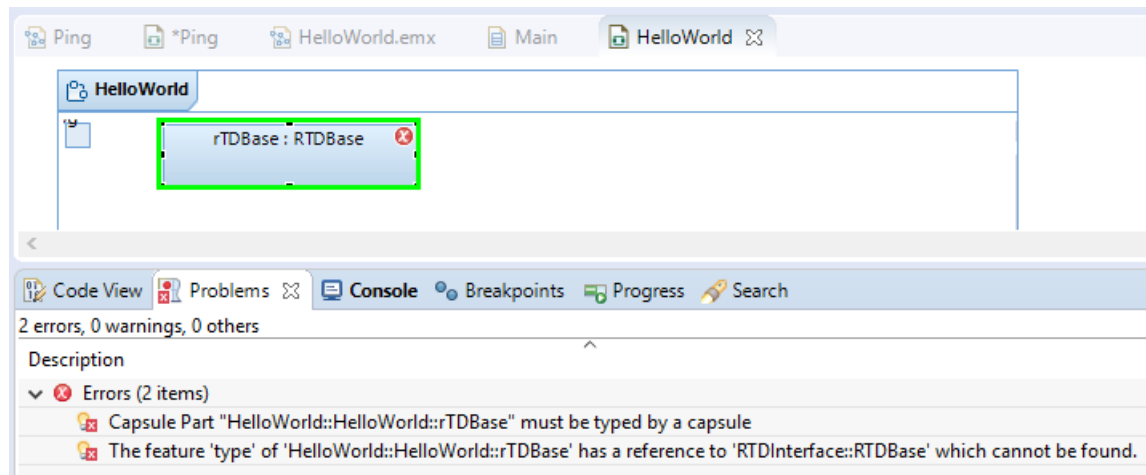 Ping *Ping HelloWorld.emx Main HelloWorld
HelloWorld
rTDBase : RTDBase
Code View Problems Console Breakpoints Progress Search
2 errors, 0 warnings, 0 others
Description
Errors (2 items)
Capsule Part "HelloWorld::HelloWorld::rTDBase" must be typed by a capsule
The feature 'type' of 'HelloWorld::HelloWorld::rTDBase' has a reference to 'RTDInterface::RTDBase' which cannot be found.